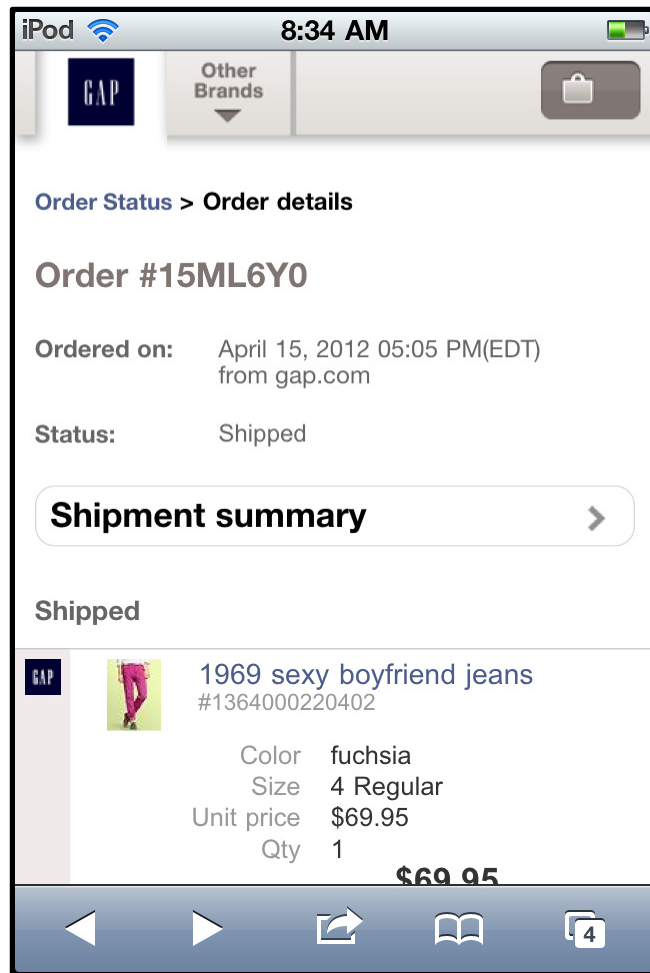 iPod 8:34 AM
GAP
Other
Brands
Order Status > Order details
Order #15ML6Y0
Ordered on: April 15, 2012 05:05 PM(EDT)
from gap.com
Status: Shipped
Shipment summary
Shipped
GAP
1969 sexy boyfriend jeans
#1364000220402
Color fuchsia
Size 4 Regular
Unit price $69.95
Qty 1
$69.95
4